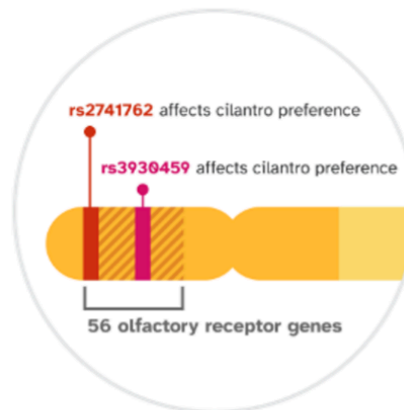 rs2741762 affects cilantro preference
rs3930459 affects cilantro preference
56 olfactory receptor genes